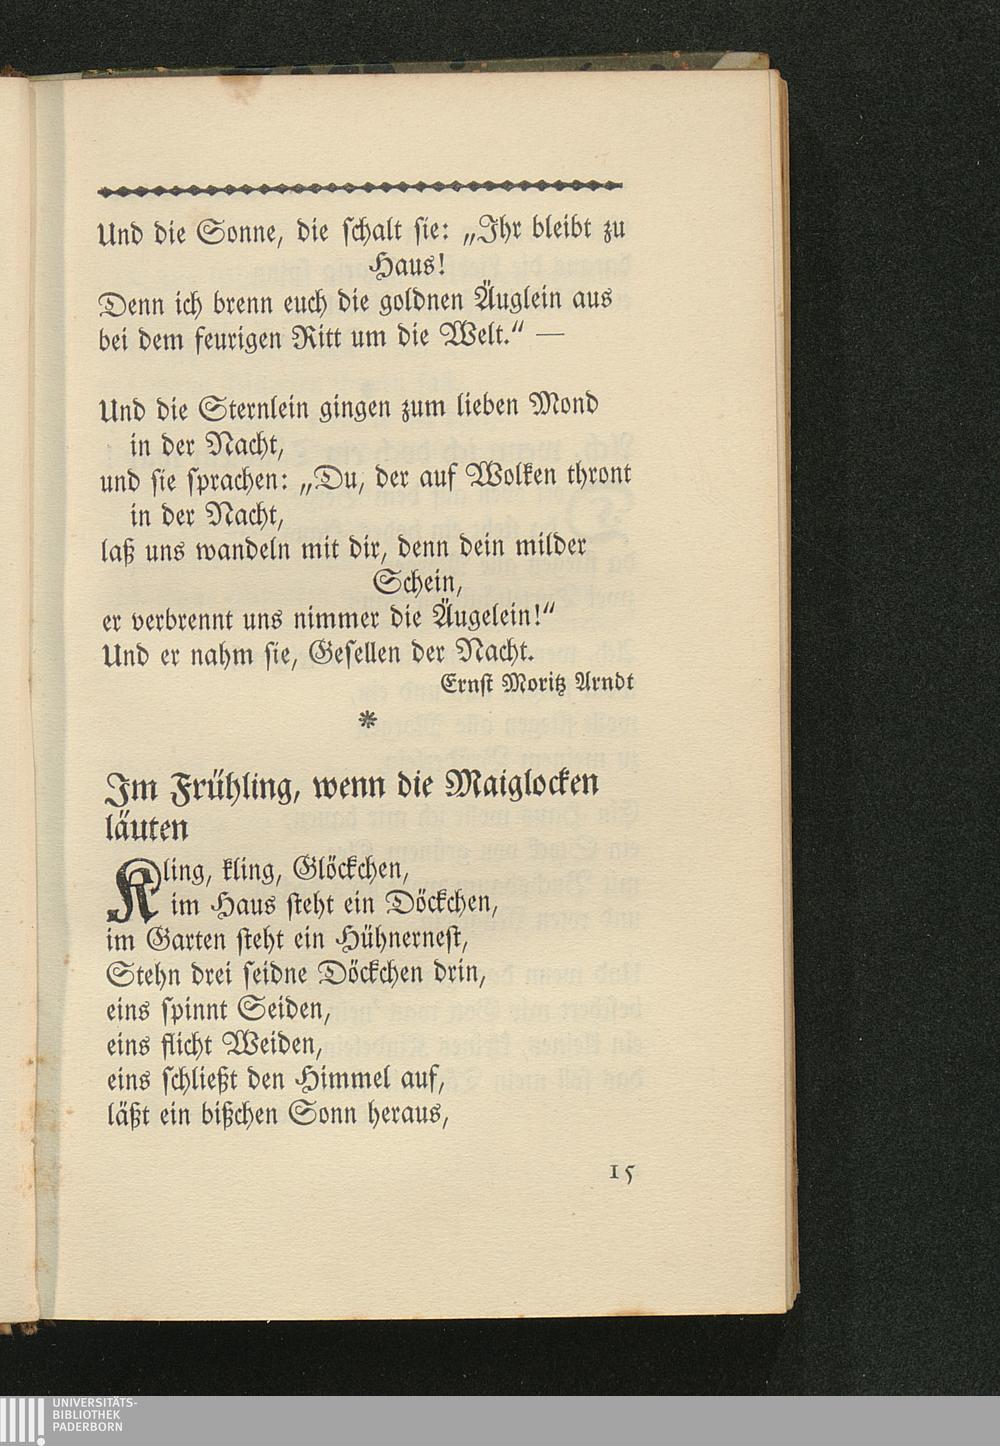 Und die Sonne, die schalt sie: „Ihr bleibt zu
Haus!
Denn ich brenn euch die goldnen Äuglein aus
bei dem feurigen Ritt um die Welt.“ —
Und die Sternlein gingen zum lieben Mond
in der Nacht,
und sie sprachen: „Du, der auf Wolken thront
in der Nacht,
laß uns wandeln mit dir, denn dein milder
Schein,
er verbrennt uns nimmer die Äugelein!“
Und er nahm sie, Gesellen der Nacht.
Ernst Moritz Arndt
*
Im Frühling, wenn die Maiglocken
läuten
Kling, kling, Glöckchen,
im Haus steht ein Döckchen,
im Garten steht ein Hühnernest,
Stehn drei seidne Döckchen drin,
eins spinnt Seiden,
eins flicht Weiden,
eins schließt den Himmel auf,
läßt ein bißchen Sonn heraus,
15
UNIVERSITÄTS-
BIBLIOTHEK
PADERBORN